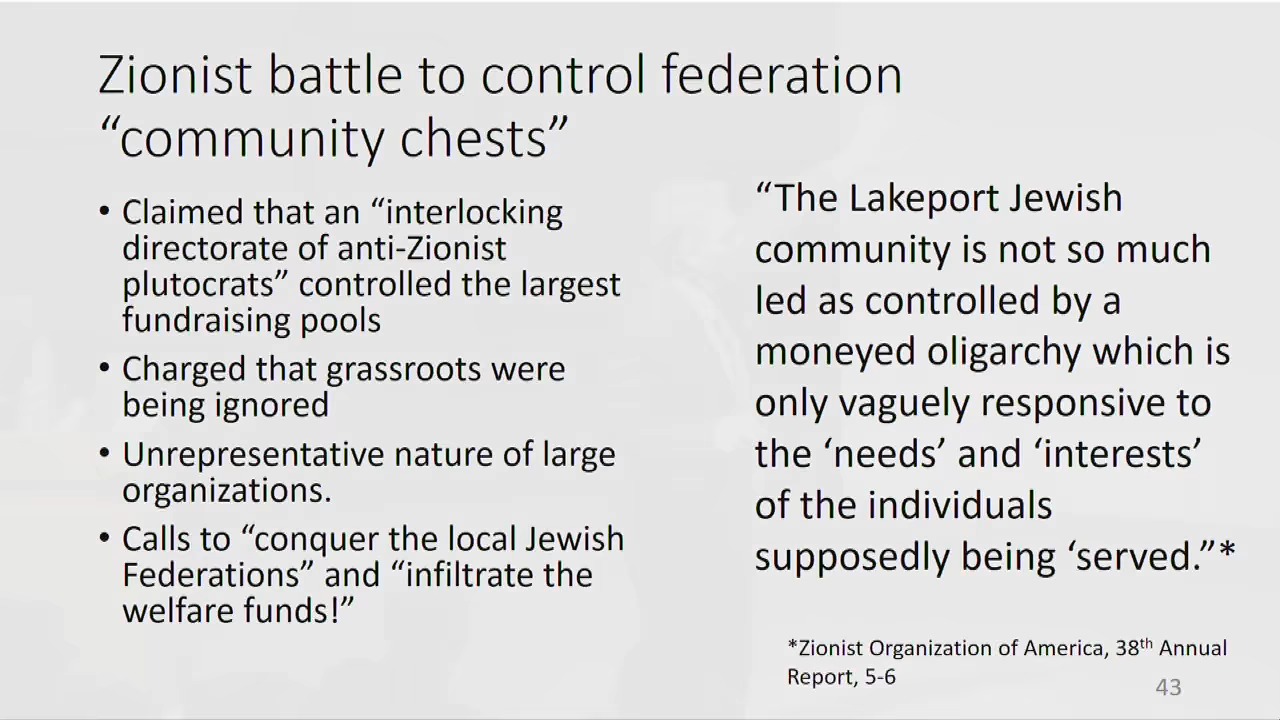 Zionist battle to control federation
“community chests”
• Claimed that an “interlocking
directorate of anti-Zionist
plutocrats” controlled the largest
fundraising pools
• Charged that grassroots were
being ignored
• Unrepresentative nature of large
organizations.
• Calls to “conquer the local Jewish
Federations” and “infiltrate the
welfare funds!”
“The Lakeport Jewish
community is not so much
led as controlled by a
moneyed oligarchy which is
only vaguely responsive to
the ‘needs’ and ‘interests’
of the individuals
supposedly being ‘served.”*
*Zionist Organization of America, 38th Annual
Report, 5-6
43